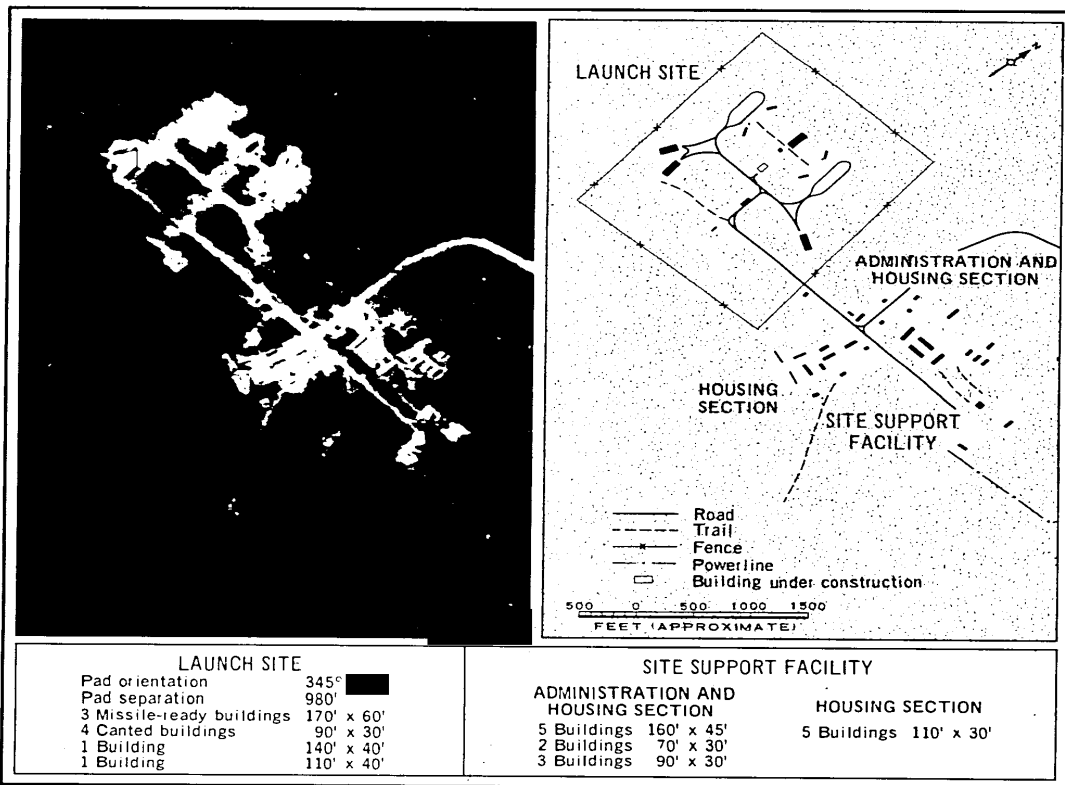 LAUNCH SITE
N
ADMINISTRATION AND
HOUSING SECTION
HOUSING
SECTION
SITE SUPPORT
FACILITY
Road
Trail
Fence
Powerline
Building under construction
500 0 500 1000 1500
FEET (APPROXIMATE)
LAUNCH SITE
Pad orientation 345°
Pad separation 980'
3 Missile-ready buildings 170' x 60'
4 Canted buildings 90' x 30'
1 Building 140' x 40'
1 Building 110' x 40'
SITE SUPPORT FACILITY
ADMINISTRATION AND
HOUSING SECTION
5 Buildings 160' x 45'
2 Buildings 70' x 30'
3 Buildings 90' x 30'
HOUSING SECTION
5 Buildings 110' x 30'